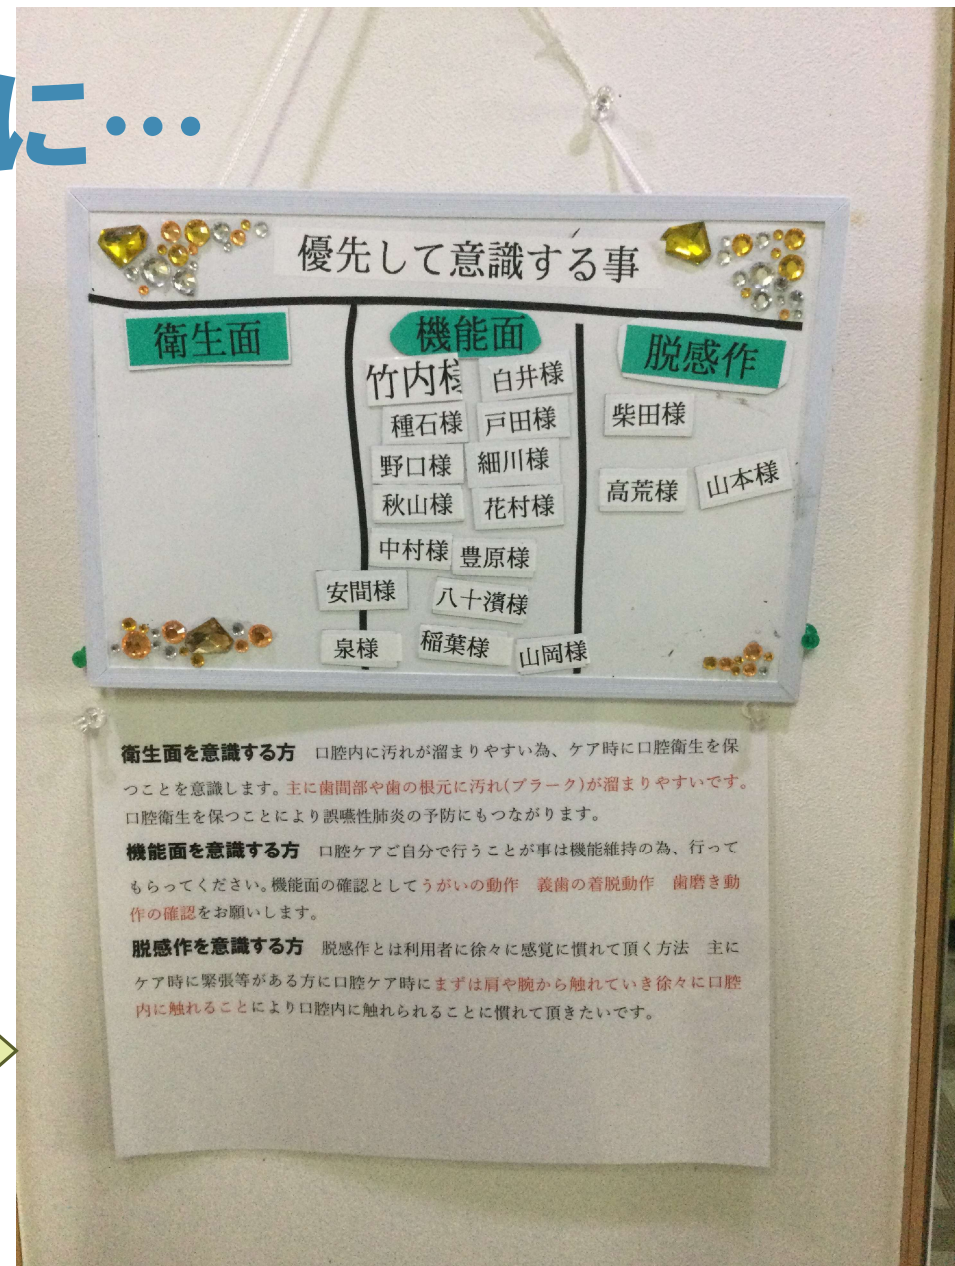 に…
優先して意識する事
衛生面
機能面
脱感作
竹内様 白井様
種石様 戸田様
野口様 細川様
秋山様 花村様
中村様 豊原様
安間様 八十濱様
泉様 稲葉様 山岡様
柴田様
高荒様 山本様
衛生面を意識する方 口腔内に汚れが溜まりやすい為、ケア時に口腔衛生を保
つことを意識します。主に歯間部や歯の根元に汚れ(プラーク)が溜まりやすいです。
口腔衛生を保つことにより誤嚥性肺炎の予防にもつながります。
機能面を意識する方 口腔ケアご自分で行うことが事は機能維持の為、行って
もらってください。機能面の確認としてうがいの動作 義歯の着脱動作 歯磨き動
作の確認をお願いします。
脱感作を意識する方 脱感作とは利用者に徐々に感覚に慣れて頂く方法 主に
ケア時に緊張等がある方に口腔ケア時にまずは肩や腕から触れていき徐々に口腔
内に触れることにより口腔内に触れられることに慣れて頂きたいです。